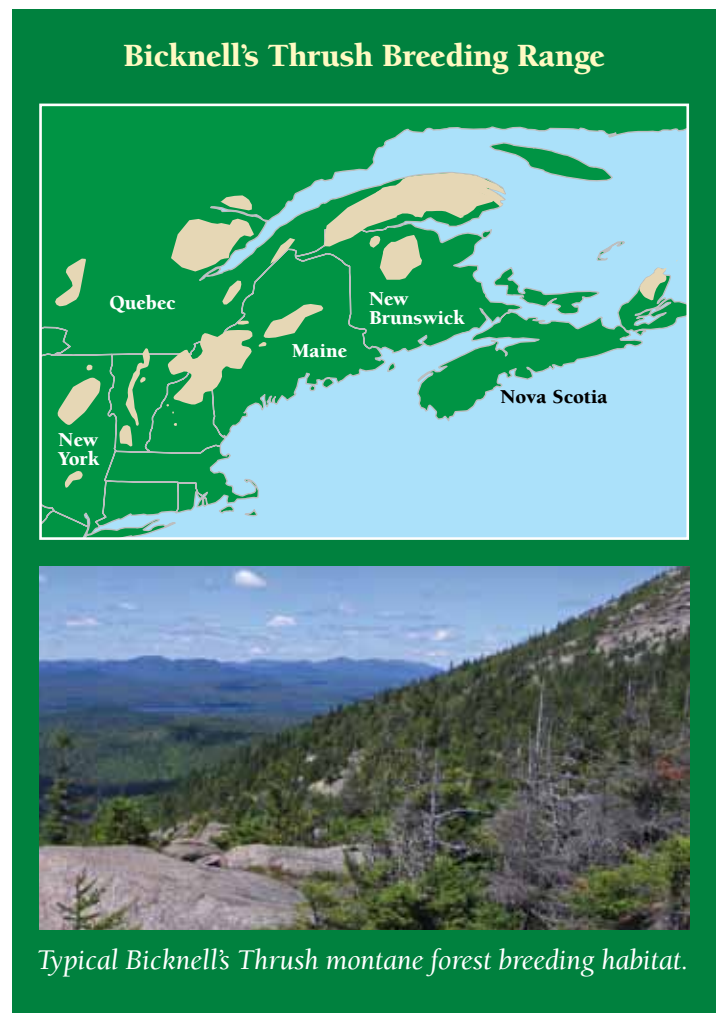 Bicknell's Thrush Breeding Range
Quebec
New
Brunswick
Maine
Nova Scotia
New
York
Typical Bicknell's Thrush montane forest breeding habitat.